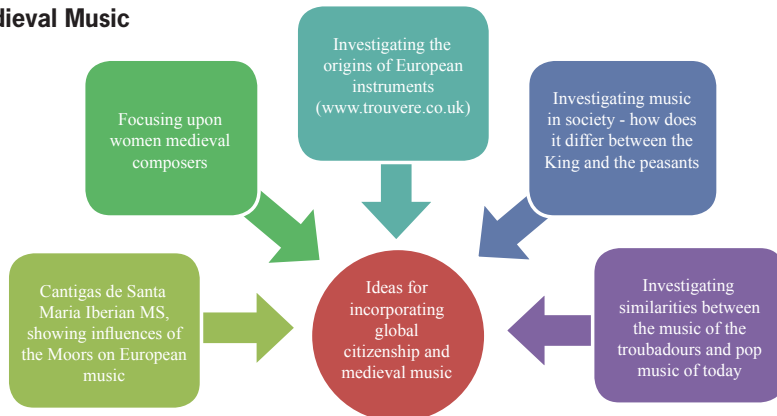 dieval Music
Investigating the
origins of European
instruments
(www.trouvere.co.uk)
Focusing upon
women medieval
composers
Investigating music
in society - how does
it differ between the
King and the peasants
Cantigas de Santa
Maria Iberian MS,
showing influences of
the Moors on European
music
Ideas for
incorporating
global
citizenship and
medieval music
Investigating
similarities between
the music of the
troubadours and pop
music of today